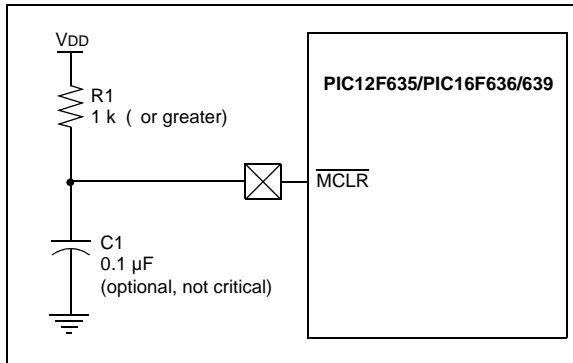 VDD
R1
1 k ( or greater)
C1
0.1 µF
(optional, not critical)
PIC12F635/PIC16F636/639
MCLR